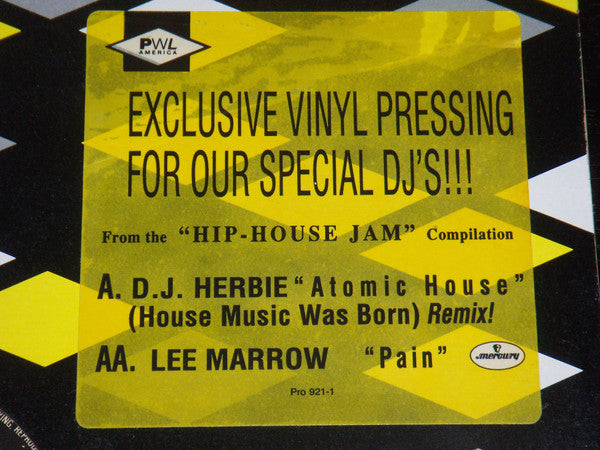 PWL
AMERICA
EXCLUSIVE VINYL PRESSING
FOR OUR SPECIAL DJ'S!!!
From the "HIP-HOUSE JAM" Compilation
A. D.J. HERBIE "Atomic House"
(House Music Was Born) Remix!
AA. LEE MARROW "Pain"
mercury
Pro 921-1